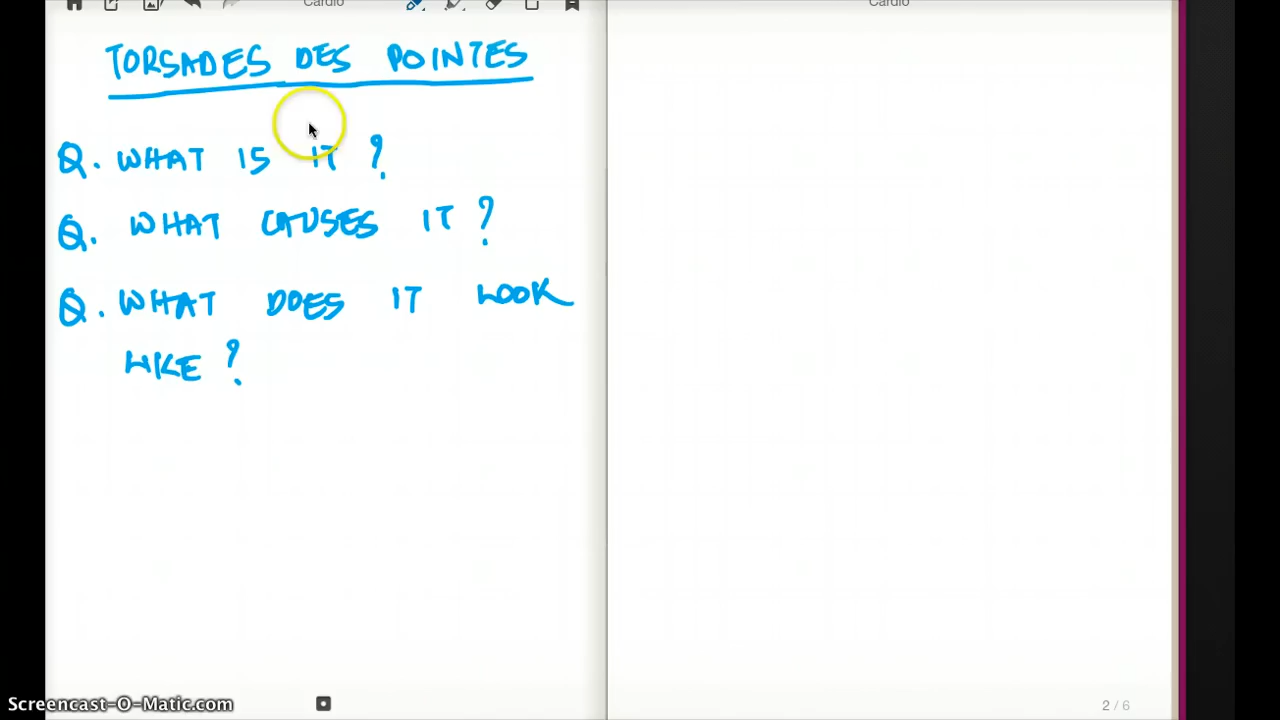 Cardio
Cardio
TORSADES DES POINTES
Q. WHAT IS IT ?
Q. WHAT CAUSES IT ?
Q. WHAT DOES IT LOOK
LIKE ?
Screencast-O-Matic.com
2 / 6